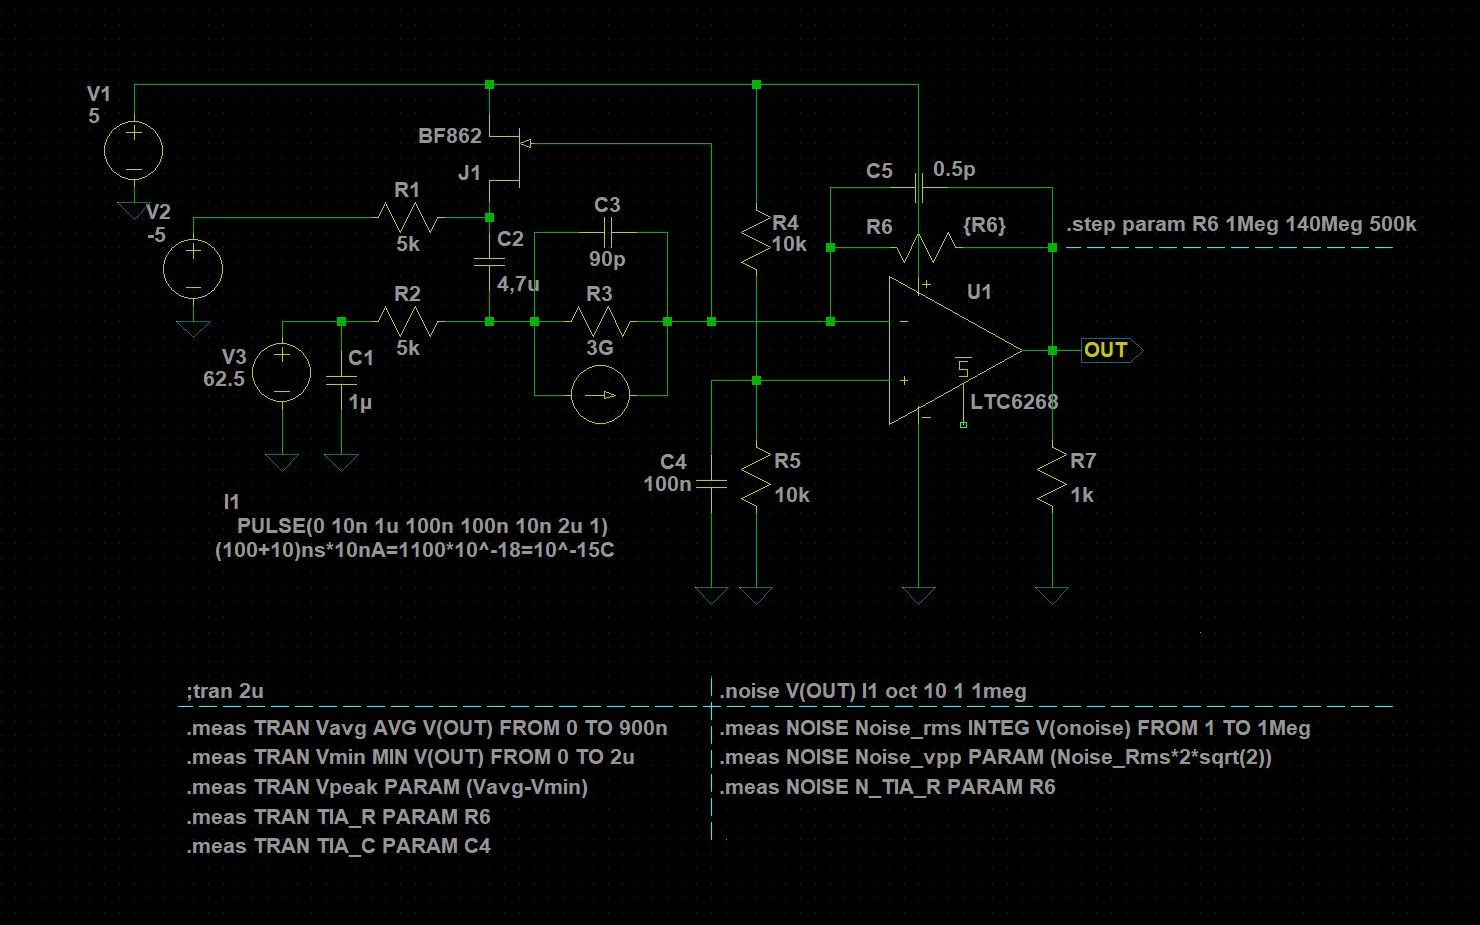 V1
5
BF862
J1
V2
-5
R1
5k
C2
4,7u
C3
90p
R4
10k
C5
0.5p
R6
{R6}
.step param R6 1Meg 140Meg 500k
U1
R2
5k
R3
3G
V3
62.5
C1
1µ
OUT
LTC6268
C4
100n
R5
10k
R7
1k
I1
PULSE(0 10n 1u 100n 100n 10n 2u 1)
(100+10)ns*10nA=1100*10^-18=10^-15C
;tran 2u
.meas TRAN Vavg AVG V(OUT) FROM 0 TO 900n
.meas TRAN Vmin MIN V(OUT) FROM 0 TO 2u
.meas TRAN Vpeak PARAM (Vavg-Vmin)
.meas TRAN TIA_R PARAM R6
.meas TRAN TIA_C PARAM C4
.noise V(OUT) I1 oct 10 1 1meg
.meas NOISE Noise_rms INTEG V(onoise) FROM 1 TO 1Meg
.meas NOISE Noise_vpp PARAM (Noise_Rms*2*sqrt(2))
.meas NOISE N_TIA_R PARAM R6